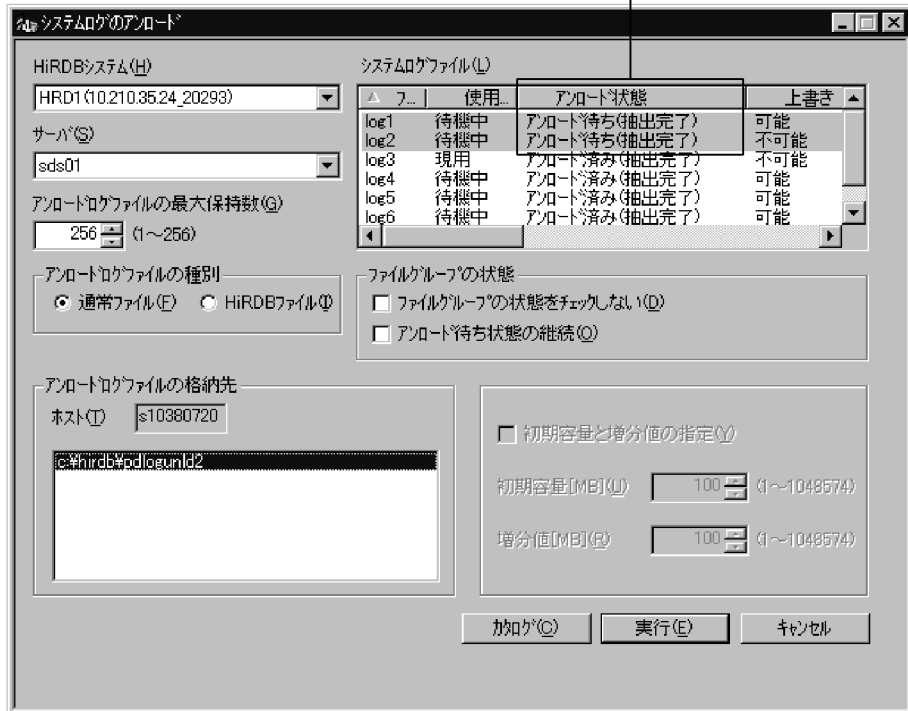 システムログのアンロード
HiRDBシステム(H)
HRD1(10.210.35.24_20293)
サーバ(S)
sds01
アンロードログファイルの最大保持数(G)
256 (1～256)
アンロードログファイルの種別
通常ファイル(F) HiRDBファイル(I)
システムログファイル(L)
フ... 使用... アンロード状態 上書き
log1 待機中 アンロード待ち(抽出完了) 可能
log2 待機中 アンロード待ち(抽出完了) 不可能
log3 現用 アンロード済み(抽出完了) 不可能
log4 待機中 アンロード済み(抽出完了) 可能
log5 待機中 アンロード済み(抽出完了) 可能
log6 待機中 アンロード済み(抽出完了) 可能
ファイルグループの状態
ファイルグループの状態をチェックしない(D)
アンロード待ち状態の継続(O)
アンロードログファイルの格納先
ホスト(T) s10380720
c:¥hirdb¥pdlogunld2
初期容量と増分値の指定(Y)
初期容量[MB](U) 100 (1～1048574)
増分値[MB](R) 100 (1～1048574)
カタログ(C) 実行(E) キャンセル